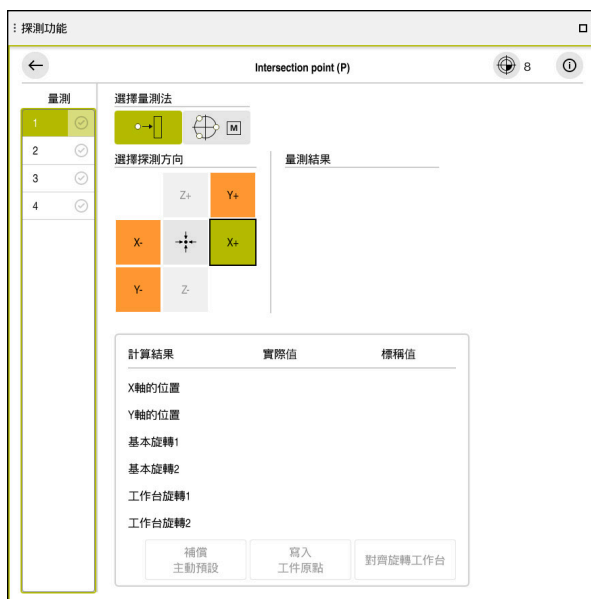 探測功能
Intersection point (P)
8
量測
選擇量測法
1
M
2
選擇探測方向
量測結果
3
Z+
Y+
4
X-
X+
Y-
Z-
計算結果
實際值
標稱值
X軸的位置
Y軸的位置
基本旋轉1
基本旋轉2
工作台旋轉1
工作台旋轉2
補償
主動預設
寫入
工件原點
對齊旋轉工作台